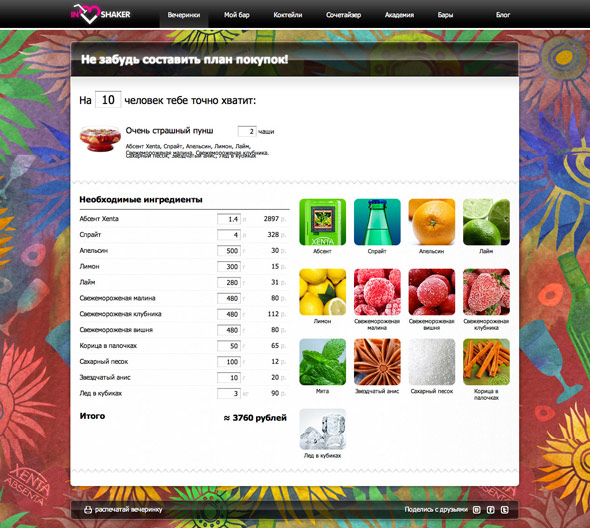 IN SHAKER
Вечеринки Мой бар Коктейли Сочетайзер Академия Бары Блог
Не забудь составить план покупок!
На 10 человек тебе точно хватит:
Очень страшный пунш 2 чаши
Абсент Xenta, Спрайт, Апельсин, Лимон, Лайм,
Свежемороженая малина, Свежемороженая клубника,
Сахарный песок, Звездчатый анис, Лед в кубиках
Необходимые ингредиенты
Абсент Xenta 1.4 л 2897 р.
Спрайт 4 л 328 р.
Апельсин 500 г 30 р.
Лимон 300 г 15 р.
Лайм 280 г 31 р.
Свежемороженая малина 480 г 80 р.
Свежемороженая клубника 480 г 112 р.
Свежемороженая вишня 480 г 80 р.
Корица в палочках 50 г 65 р.
Сахарный песок 100 г 12 р.
Звездчатый анис 10 г 20 р.
Лед в кубиках 3 кг 90 р.
Итого ≈ 3760 рублей
XENTA
Абсент Спрайт Апельсин Лайм
Лимон Свежемороженая малина Свежемороженая вишня Свежемороженая клубника
Мята Звездчатый анис Сахарный песок Корица в палочках
Лед в кубиках
XENTA
ABSENTA
распечатай вечеринку Поделись с друзьями